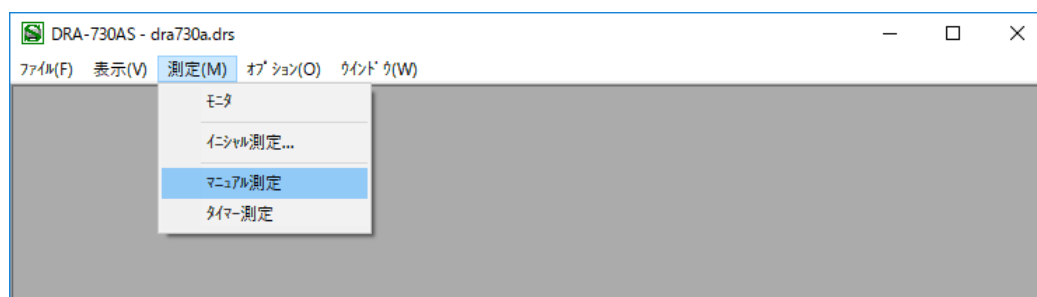 DRA-730AS - dra730a.drs
ﾌｧｲﾙ(F) 表示(V) 測定(M) ｵﾌﾟｼｮﾝ(O) ｳｲﾝﾄﾞｳ(W)
ﾓﾆﾀ
ｲﾆｼｬﾙ測定...
ﾏﾆｭｱﾙ測定
ﾀｲﾏｰ測定